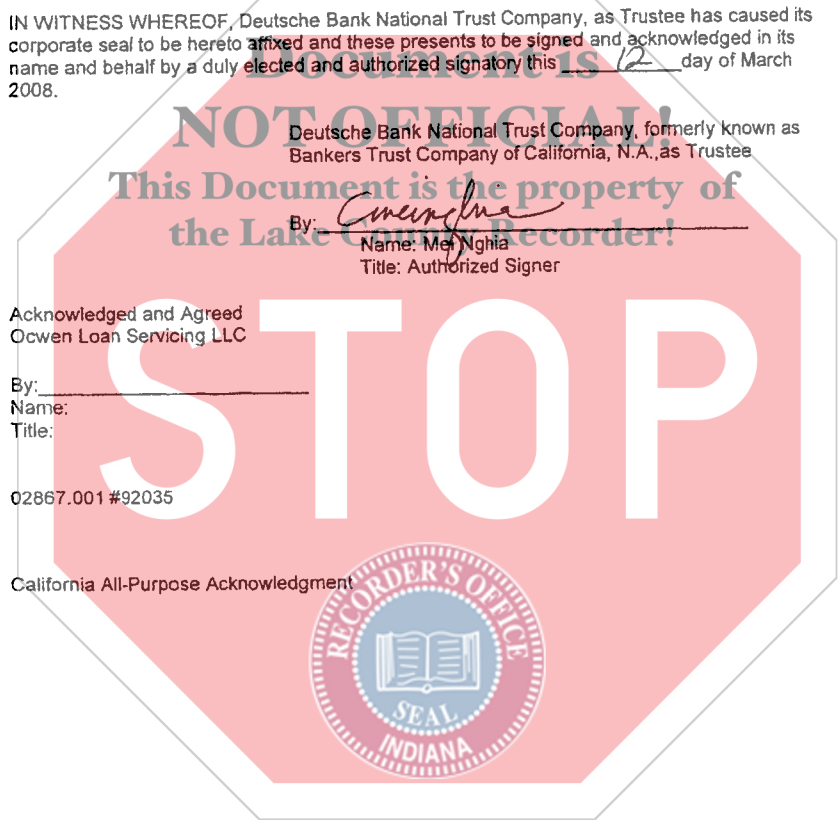 IN WITNESS WHEREOF, Deutsche Bank National Trust Company, as Trustee has caused its
corporate seal to be hereto affixed and these presents to be signed and acknowledged in its
name and behalf by a duly elected and authorized signatory this 12 day of March
2008.
Document is
NOT OFFICIAL!
This Document is the property of
the Lake County Recorder!
Deutsche Bank National Trust Company, formerly known as
Bankers Trust Company of California, N.A.,as Trustee
By:
Name: Mei Nghia
Title: Authorized Signer
Acknowledged and Agreed
Ocwen Loan Servicing LLC
By:
Name:
Title:
STOP
02867.001 #92035
California All-Purpose Acknowledgment
RECORDER'S OFFICE
SEAL
INDIANA